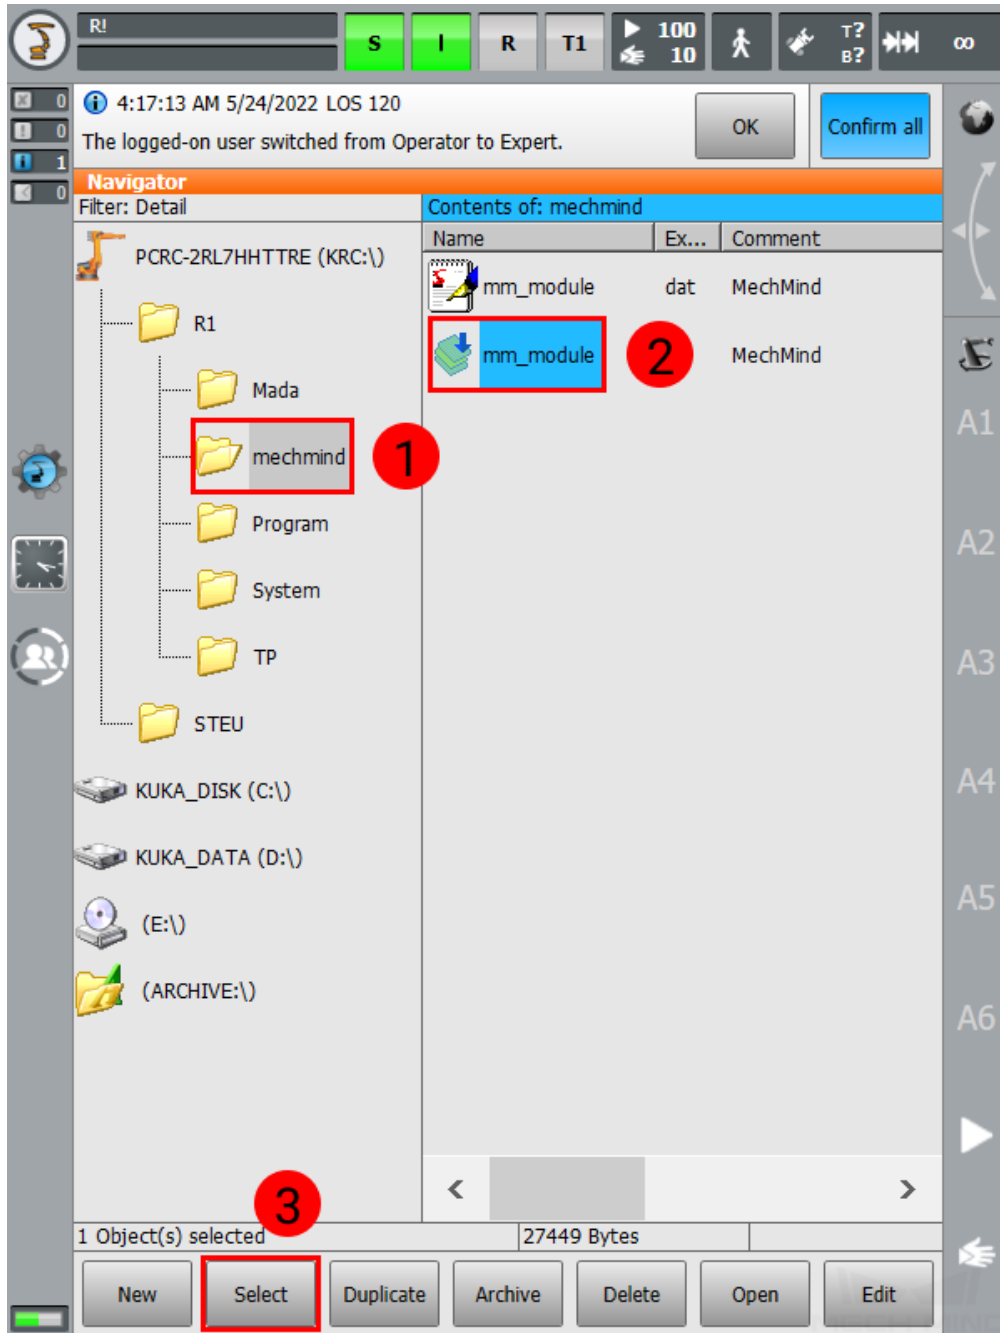 R!
S
I
R
T1
100
10
T?
B?
∞
0
0
1
0
4:17:13 AM 5/24/2022 LOS 120
The logged-on user switched from Operator to Expert.
OK
Confirm all
Navigator
Filter: Detail
Contents of: mechmind
Name
Ex...
Comment
PCRC-2RL7HHTTRE (KRC:\)
mm_module
dat
MechMind
R1
mm_module
2
MechMind
Mada
mechmind
1
Program
System
TP
STEU
KUKA_DISK (C:\)
KUKA_DATA (D:\)
(E:\)
(ARCHIVE:\)
A1
A2
A3
A4
A5
A6
3
1 Object(s) selected
27449 Bytes
New
Select
Duplicate
Archive
Delete
Open
Edit